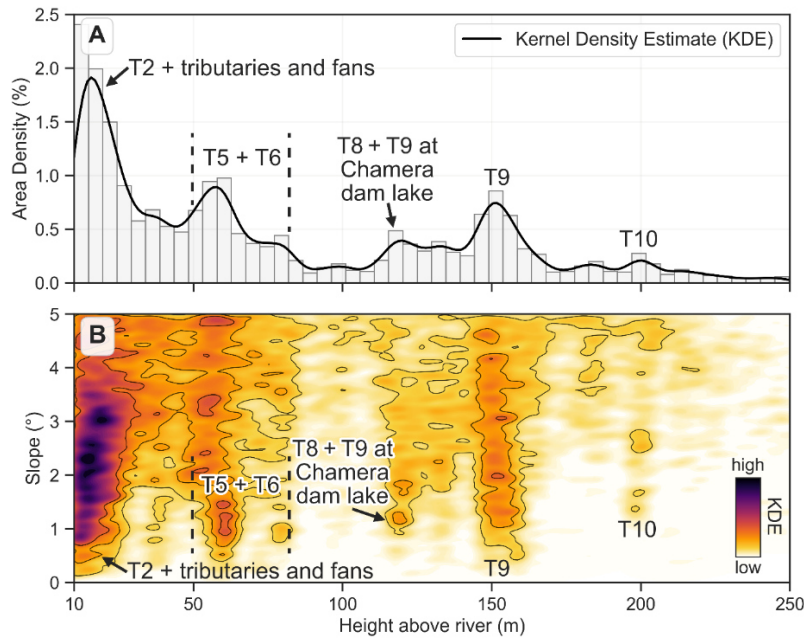 A
Kernel Density Estimate (KDE)
2.5
2.0
1.5
1.0
0.5
0.0
Area Density (%)
T2 + tributaries and fans
T5 + T6
T8 + T9 at
Chamera
dam lake
T9
T10
B
5
4
3
2
1
0
Slope (°)
T5 + T6
T8 + T9 at
Chamera
dam lake
T2 + tributaries and fans
T9
T10
high
KDE
low
10
50
100
150
200
250
Height above river (m)